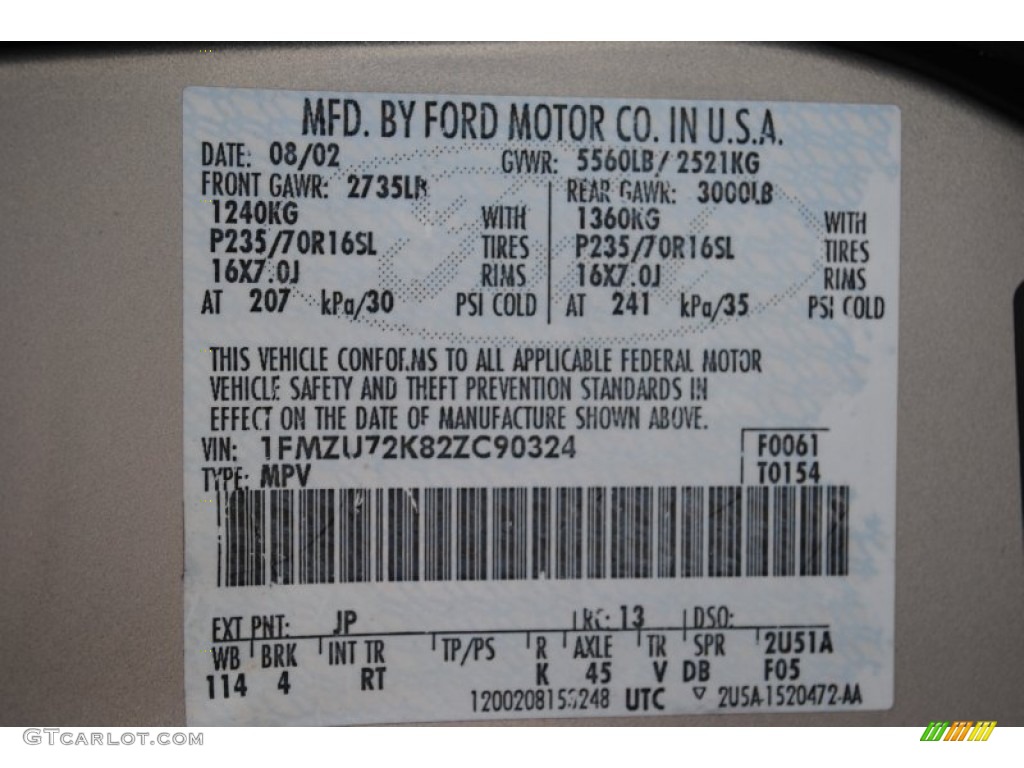 MFD. BY FORD MOTOR CO. IN U.S.A.
DATE: 08/02 GVWR: 5560LB/2521KG
FRONT GAWR: 2735LB REAR GAWR: 3000LB
1240KG WITH 1360KG WITH
P235/70R16SL TIRES P235/70R16SL TIRES
16X7.0J RIMS 16X7.0J RIMS
AT 207 kPa/30 PSI COLD AT 241 kPa/35 PSI COLD
THIS VEHICLE CONFORMS TO ALL APPLICABLE FEDERAL MOTOR
VEHICLE SAFETY AND THEFT PREVENTION STANDARDS IN
EFFECT ON THE DATE OF MANUFACTURE SHOWN ABOVE.
VIN: 1FMZU72K82ZC90324 F0061
TYPE: MPV T0154
EXT PNT: JP RC: 13 DSO:
WB BRK INT TR TP/PS R AXLE TR SPR 2U51A
114 4 RT K 45 V DB F05
UTC ▽ 2U5A-1520472-AA
GTCarLot.com